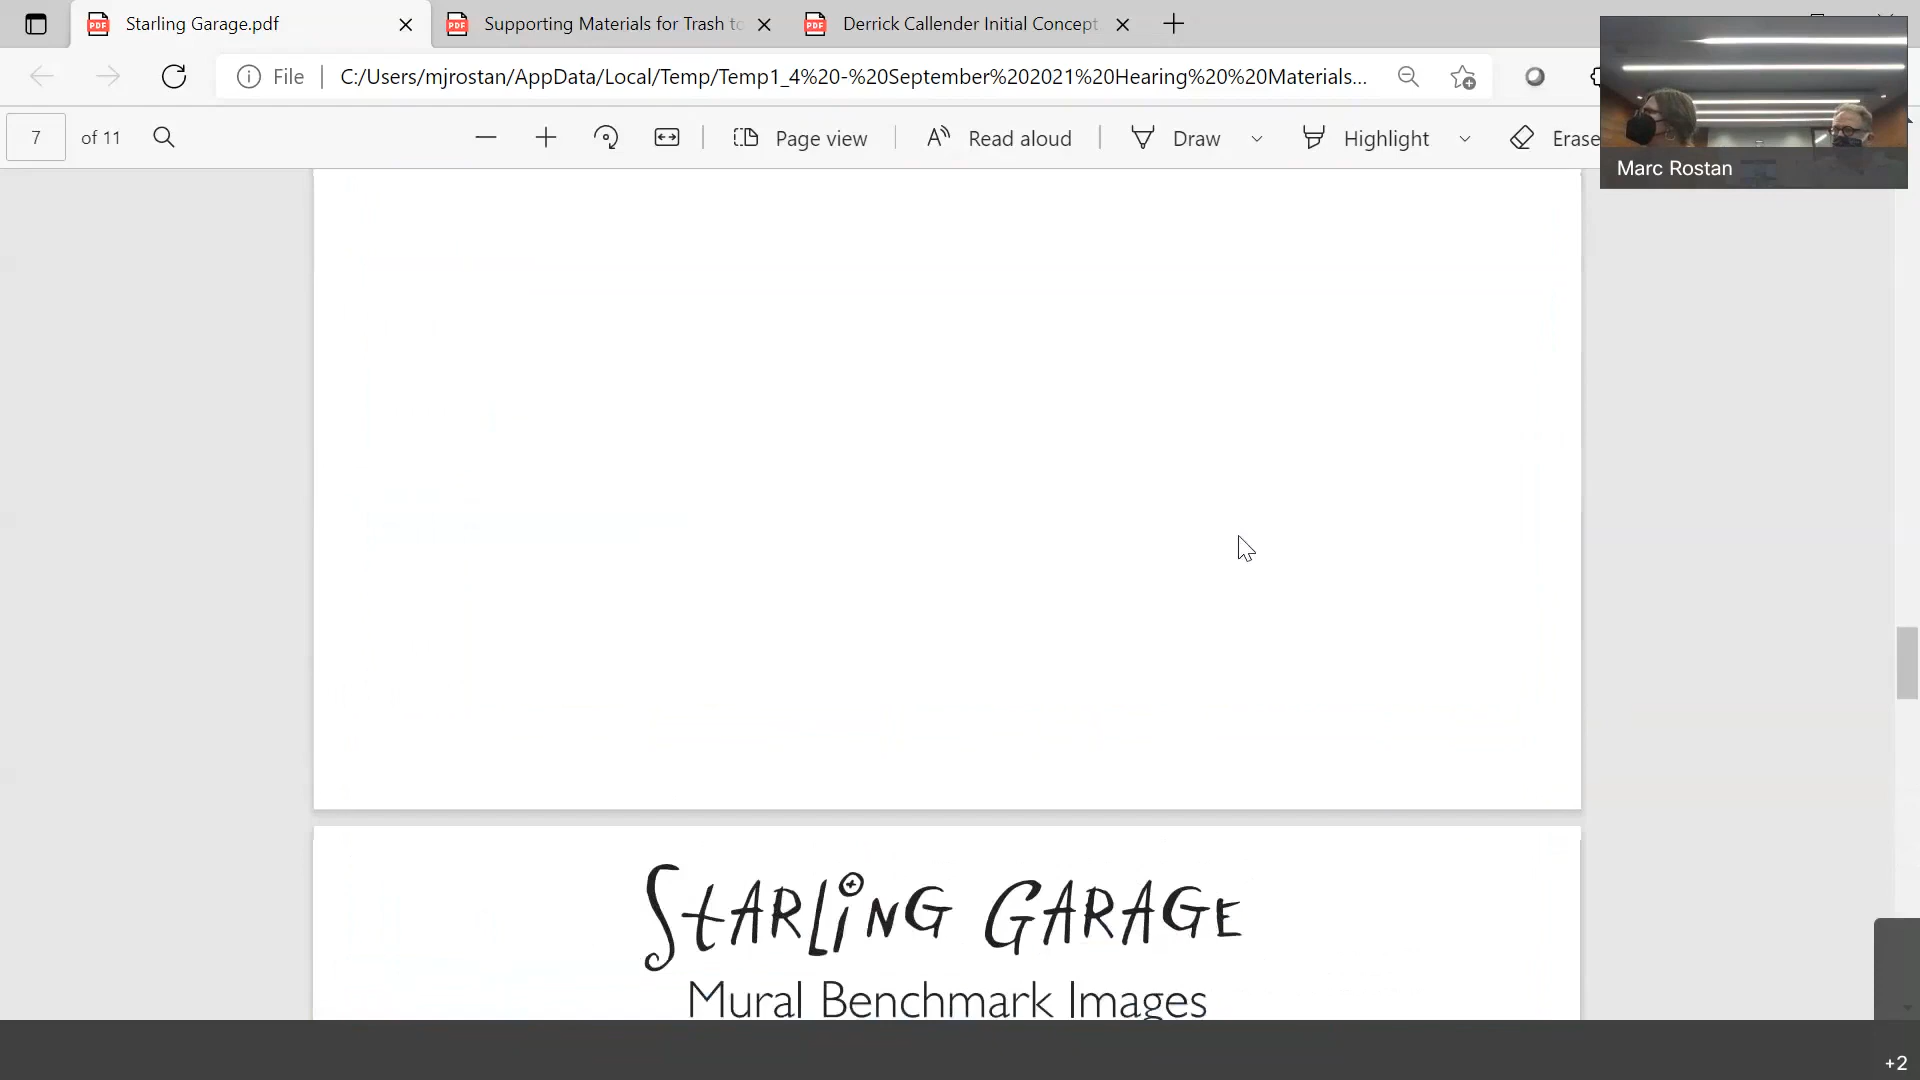 Starling Garage.pdf
Supporting Materials for Trash to
Derrick Callender Initial Concept
File
C:/Users/mjrostan/AppData/Local/Temp/Temp1_4%20-%20September%202021%20Hearing%20%20Materials...
7 of 11
Page view
Read aloud
Draw
Highlight
Erase
Marc Rostan
STARLING GARAGE
Mural Benchmark Images
+2